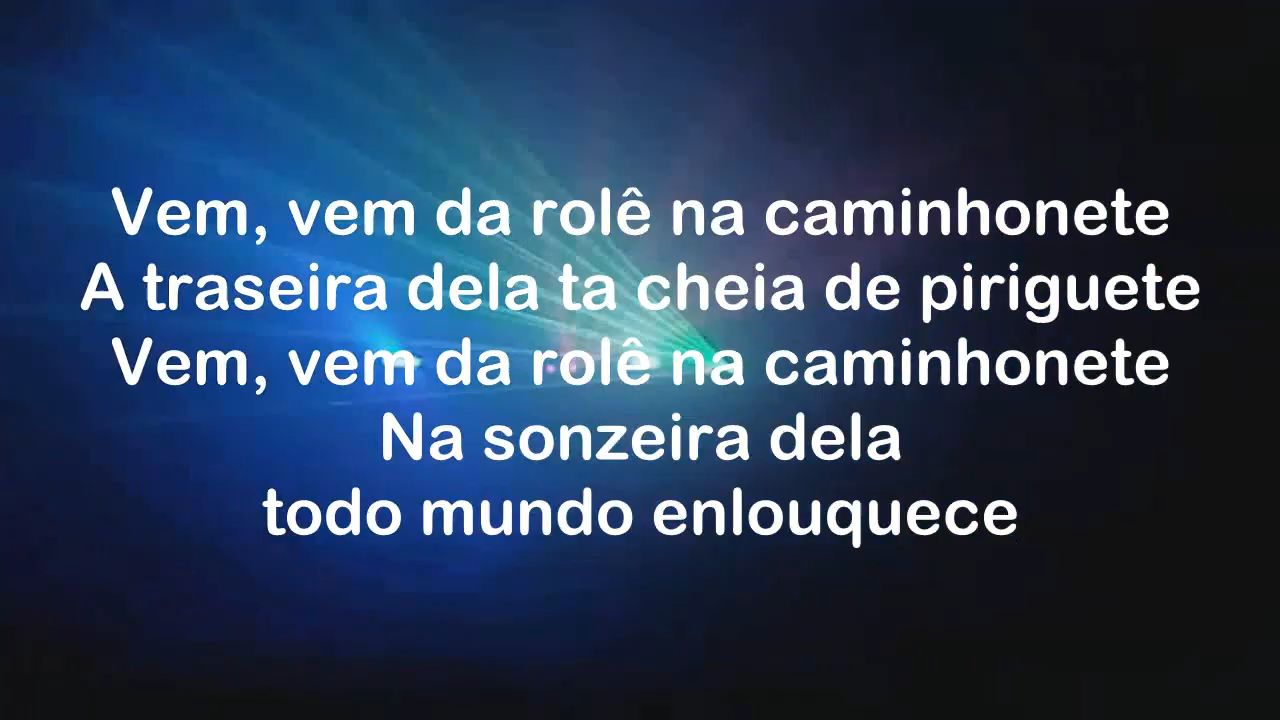 Vem, vem da rolê na caminhonete
A traseira dela ta cheia de piriguete
Vem, vem da rolê na caminhonete
Na sonzeira dela
todo mundo enlouquece